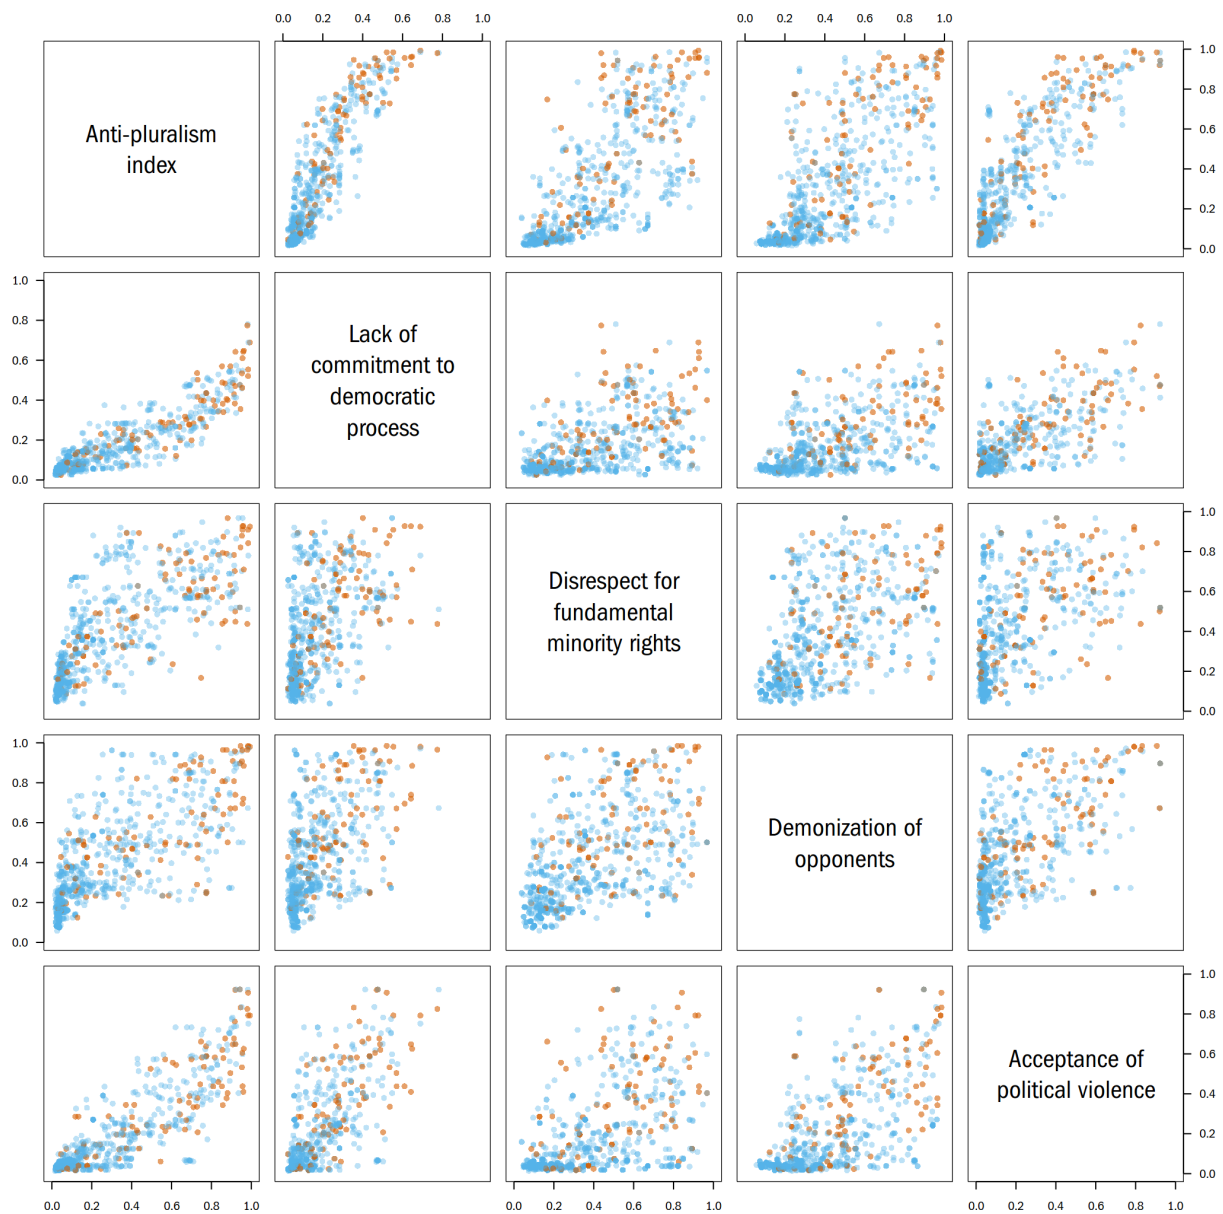 0.0 0.2 0.4 0.6 0.8 1.0 0.0 0.2 0.4 0.6 0.8 1.0
Anti-pluralism
index
1.0
0.8
0.6
0.4
0.2
0.0
1.0
0.8
0.6
0.4
0.2
0.0
Lack of
commitment to
democratic
process
Disrespect for
fundamental
minority rights
1.0
0.8
0.6
0.4
0.2
0.0
1.0
0.8
0.6
0.4
0.2
0.0
Demonization of
opponents
Acceptance of
political violence
1.0
0.8
0.6
0.4
0.2
0.0
0.0 0.2 0.4 0.6 0.8 1.0 0.0 0.2 0.4 0.6 0.8 1.0 0.0 0.2 0.4 0.6 0.8 1.0